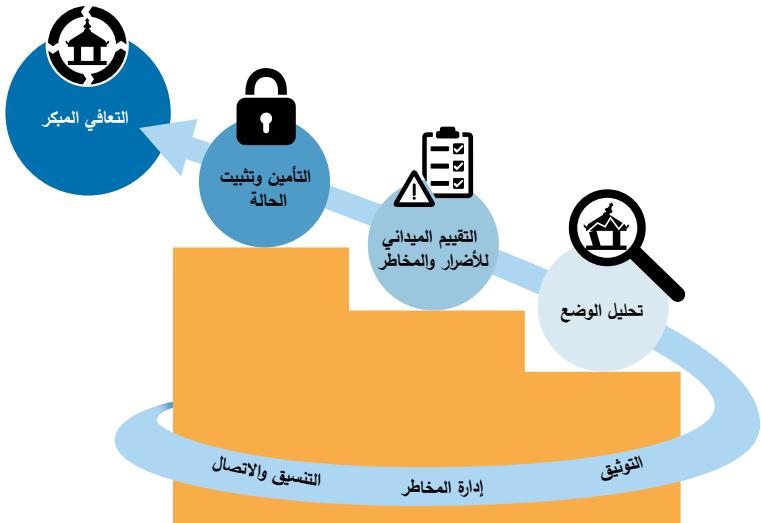 التعافي المبكر
التأمين وتثبيت
الحالة
التقييم الميداني
للأضرار والمخاطر
تحليل الوضع
التوثيق
إدارة المخاطر
التنسيق والاتصال